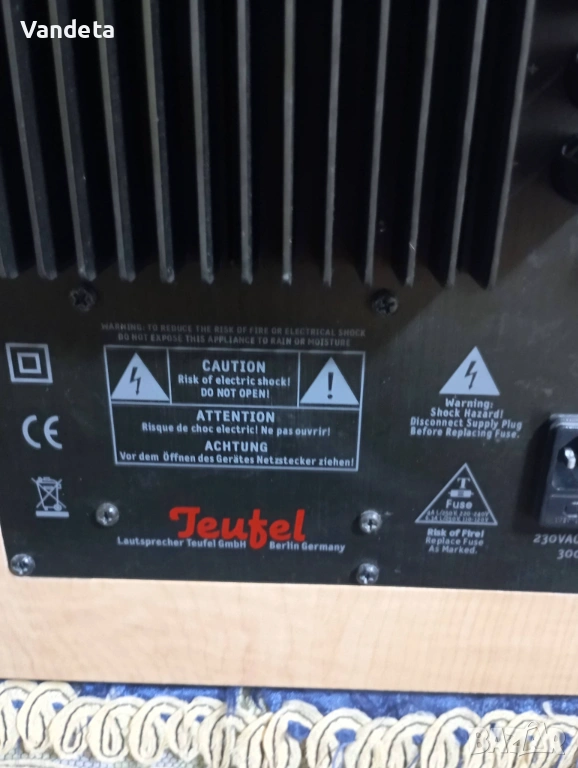 Vandeta
WARNING: TO REDUCE THE RISK OF FIRE OR ELECTRICAL SHOCK
DO NOT EXPOSE THIS APPLIANCE TO RAIN OR MOISTURE
CAUTION
Risk of electric shock!
DO NOT OPEN!
ATTENTION
Risque de choc electric! Ne pas ouvrir!
ACHTUNG
Vor dem Öffnen des Gerätes Netzstecker ziehen!
CE
Teufel
Lautsprecher Teufel GmbH Berlin Germany
Warning:
Shock Hazard!
Disconnect Supply Plug
Before Replacing Fuse.
T
Fuse
Risk of Fire!
Replace Fuse
As Marked.
230VAC
300
BAZAR